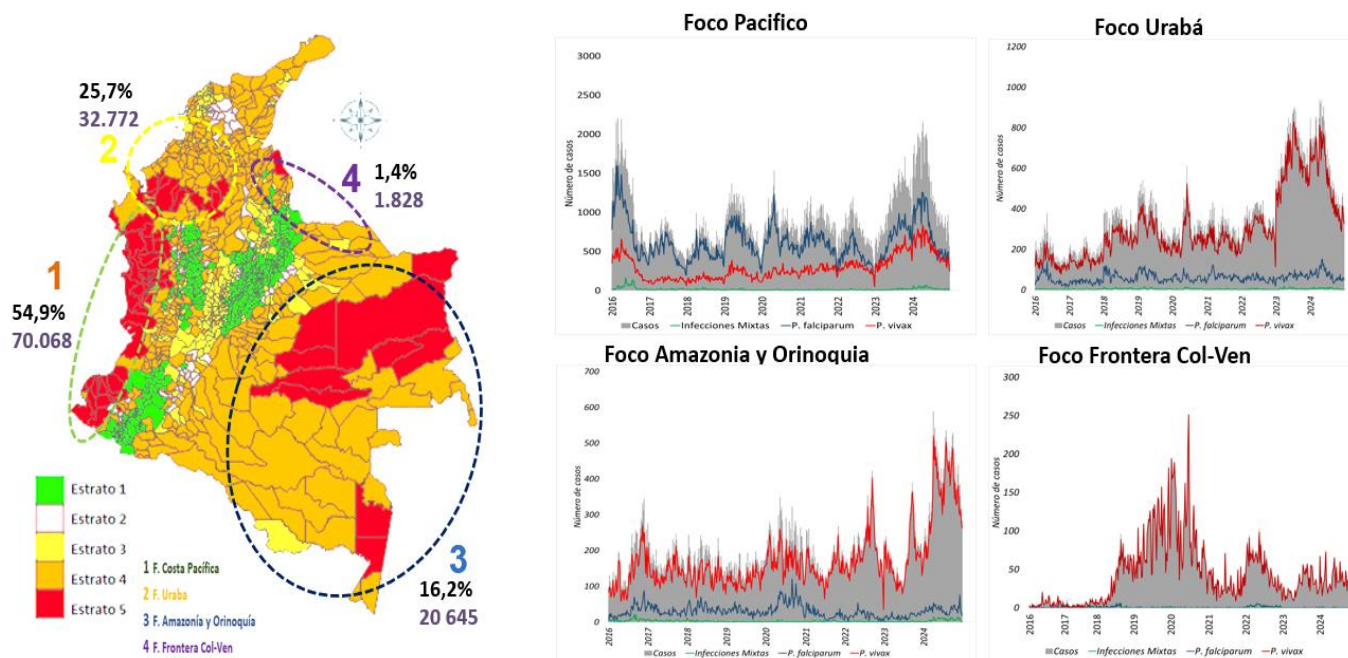 25,7%
32.772
2
4
1,4%
1.828
1
54,9%
70.068
3
16,2%
20 645
Estrato 1
Estrato 2
Estrato 3
Estrato 4
Estrato 5
1 F. Costa Pacífica
2 F. Uraba
3 F. Amazonía y Orinoquía
4 F. Frontera Col-Ven
Foco Pacifico
Número de casos
3000
2500
2000
1500
1000
500
0
2016 2017 2018 2019 2020 2021 2022 2023 2024
Casos Infecciones Mixtas P. falciparum P. vivax
Foco Urabá
Número de casos
1200
1000
800
600
400
200
0
2016 2017 2018 2019 2020 2021 2022 2023 2024
Casos Infecciones Mixtas P. falciparum P. vivax
Foco Amazonia y Orinoquia
Número de casos
700
600
500
400
300
200
100
0
2016 2017 2018 2019 2020 2021 2022 2023 2024
Casos Infecciones Mixtas P. falciparum P. vivax
Foco Frontera Col-Ven
Número de casos
300
250
200
150
100
50
0
2016 2017 2018 2019 2020 2021 2022 2023 2024
Casos Infecciones Mixtas P. falciparum P. vivax